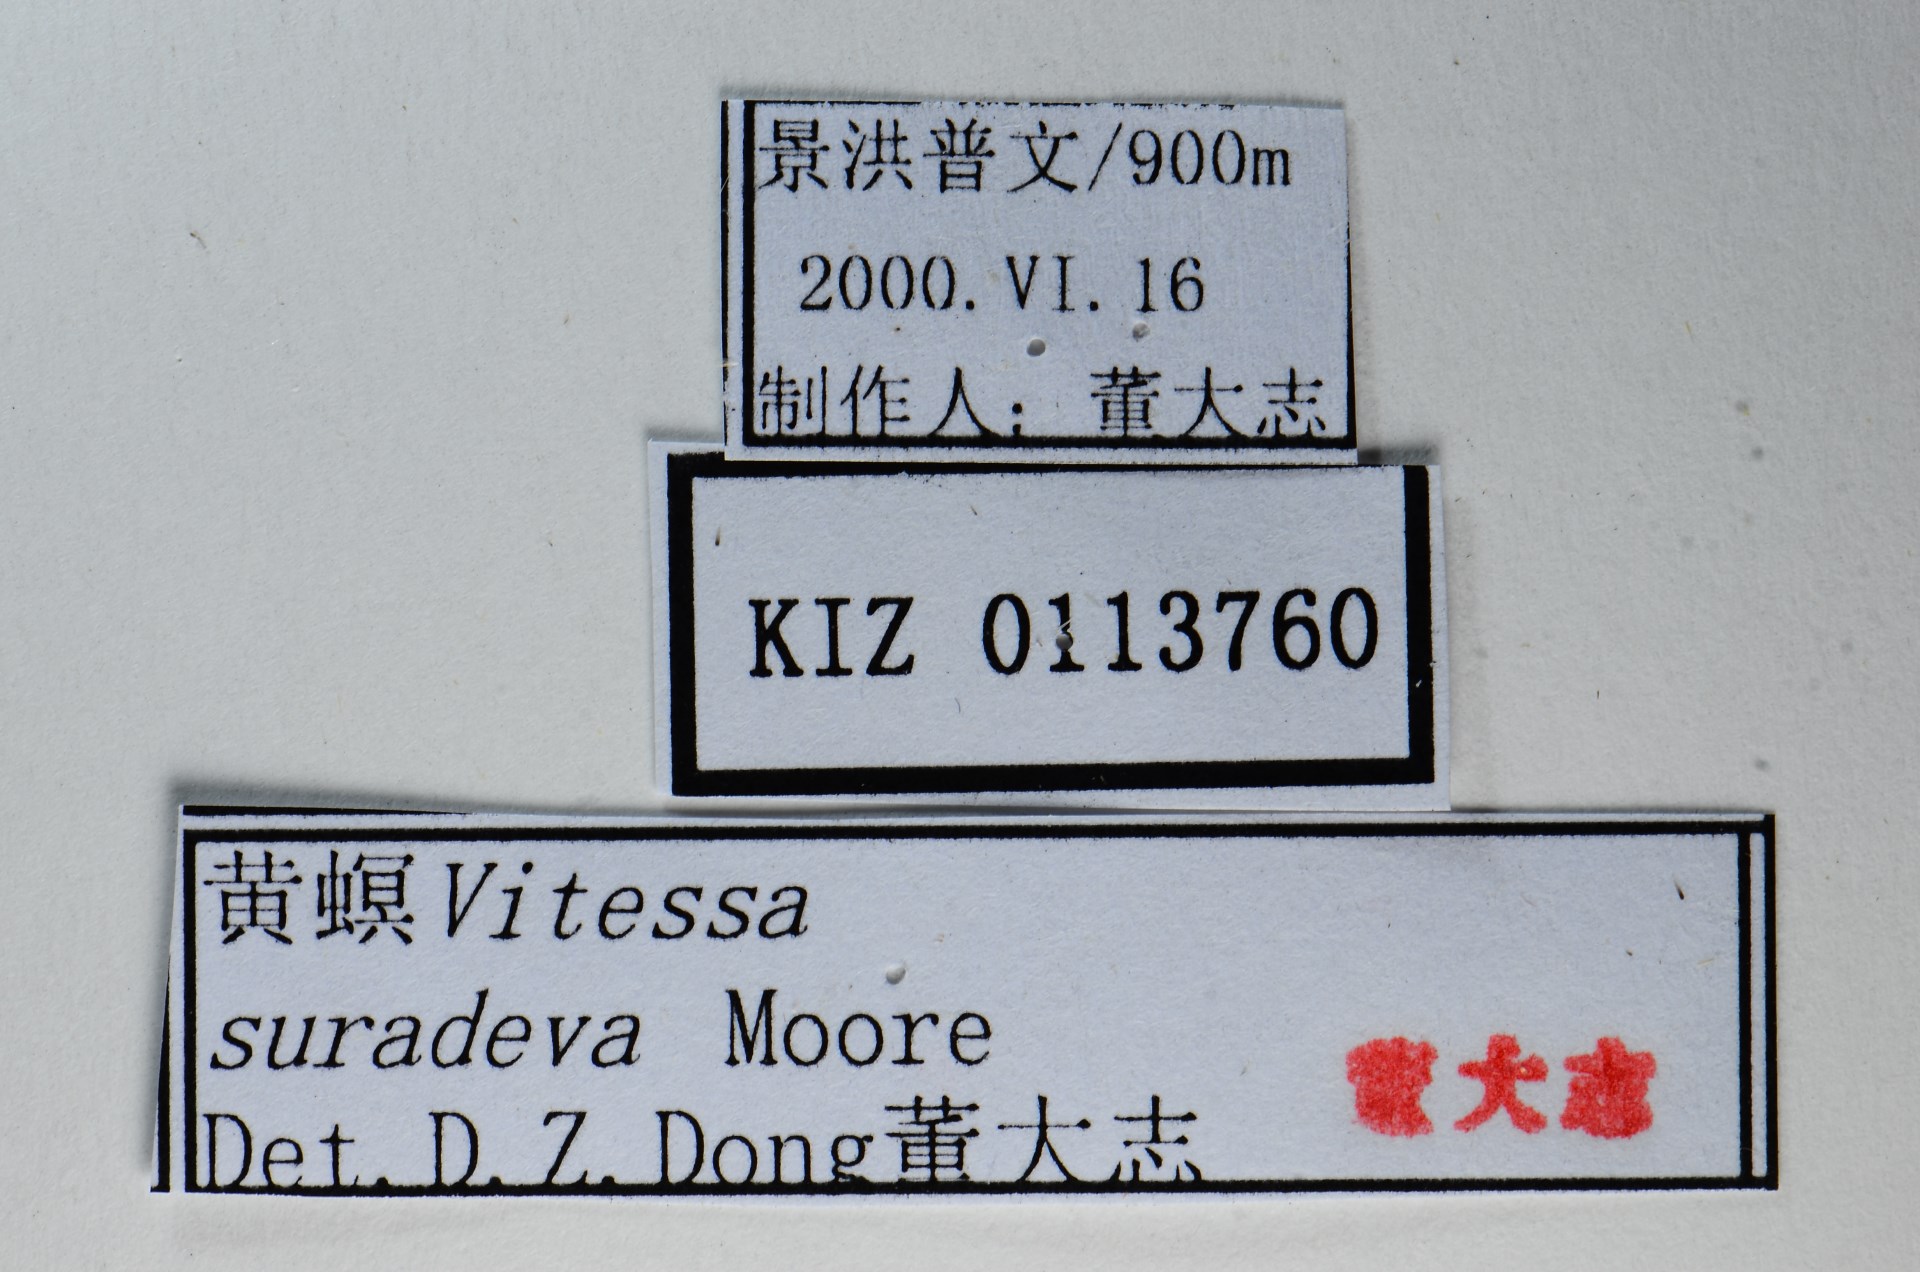 景洪普文/900m
2000.VI.16
制作人：董大志
KIZ 0113760
黄螟Vitessa
suradeva Moore
董大志
Det.D.Z.Dong董大志